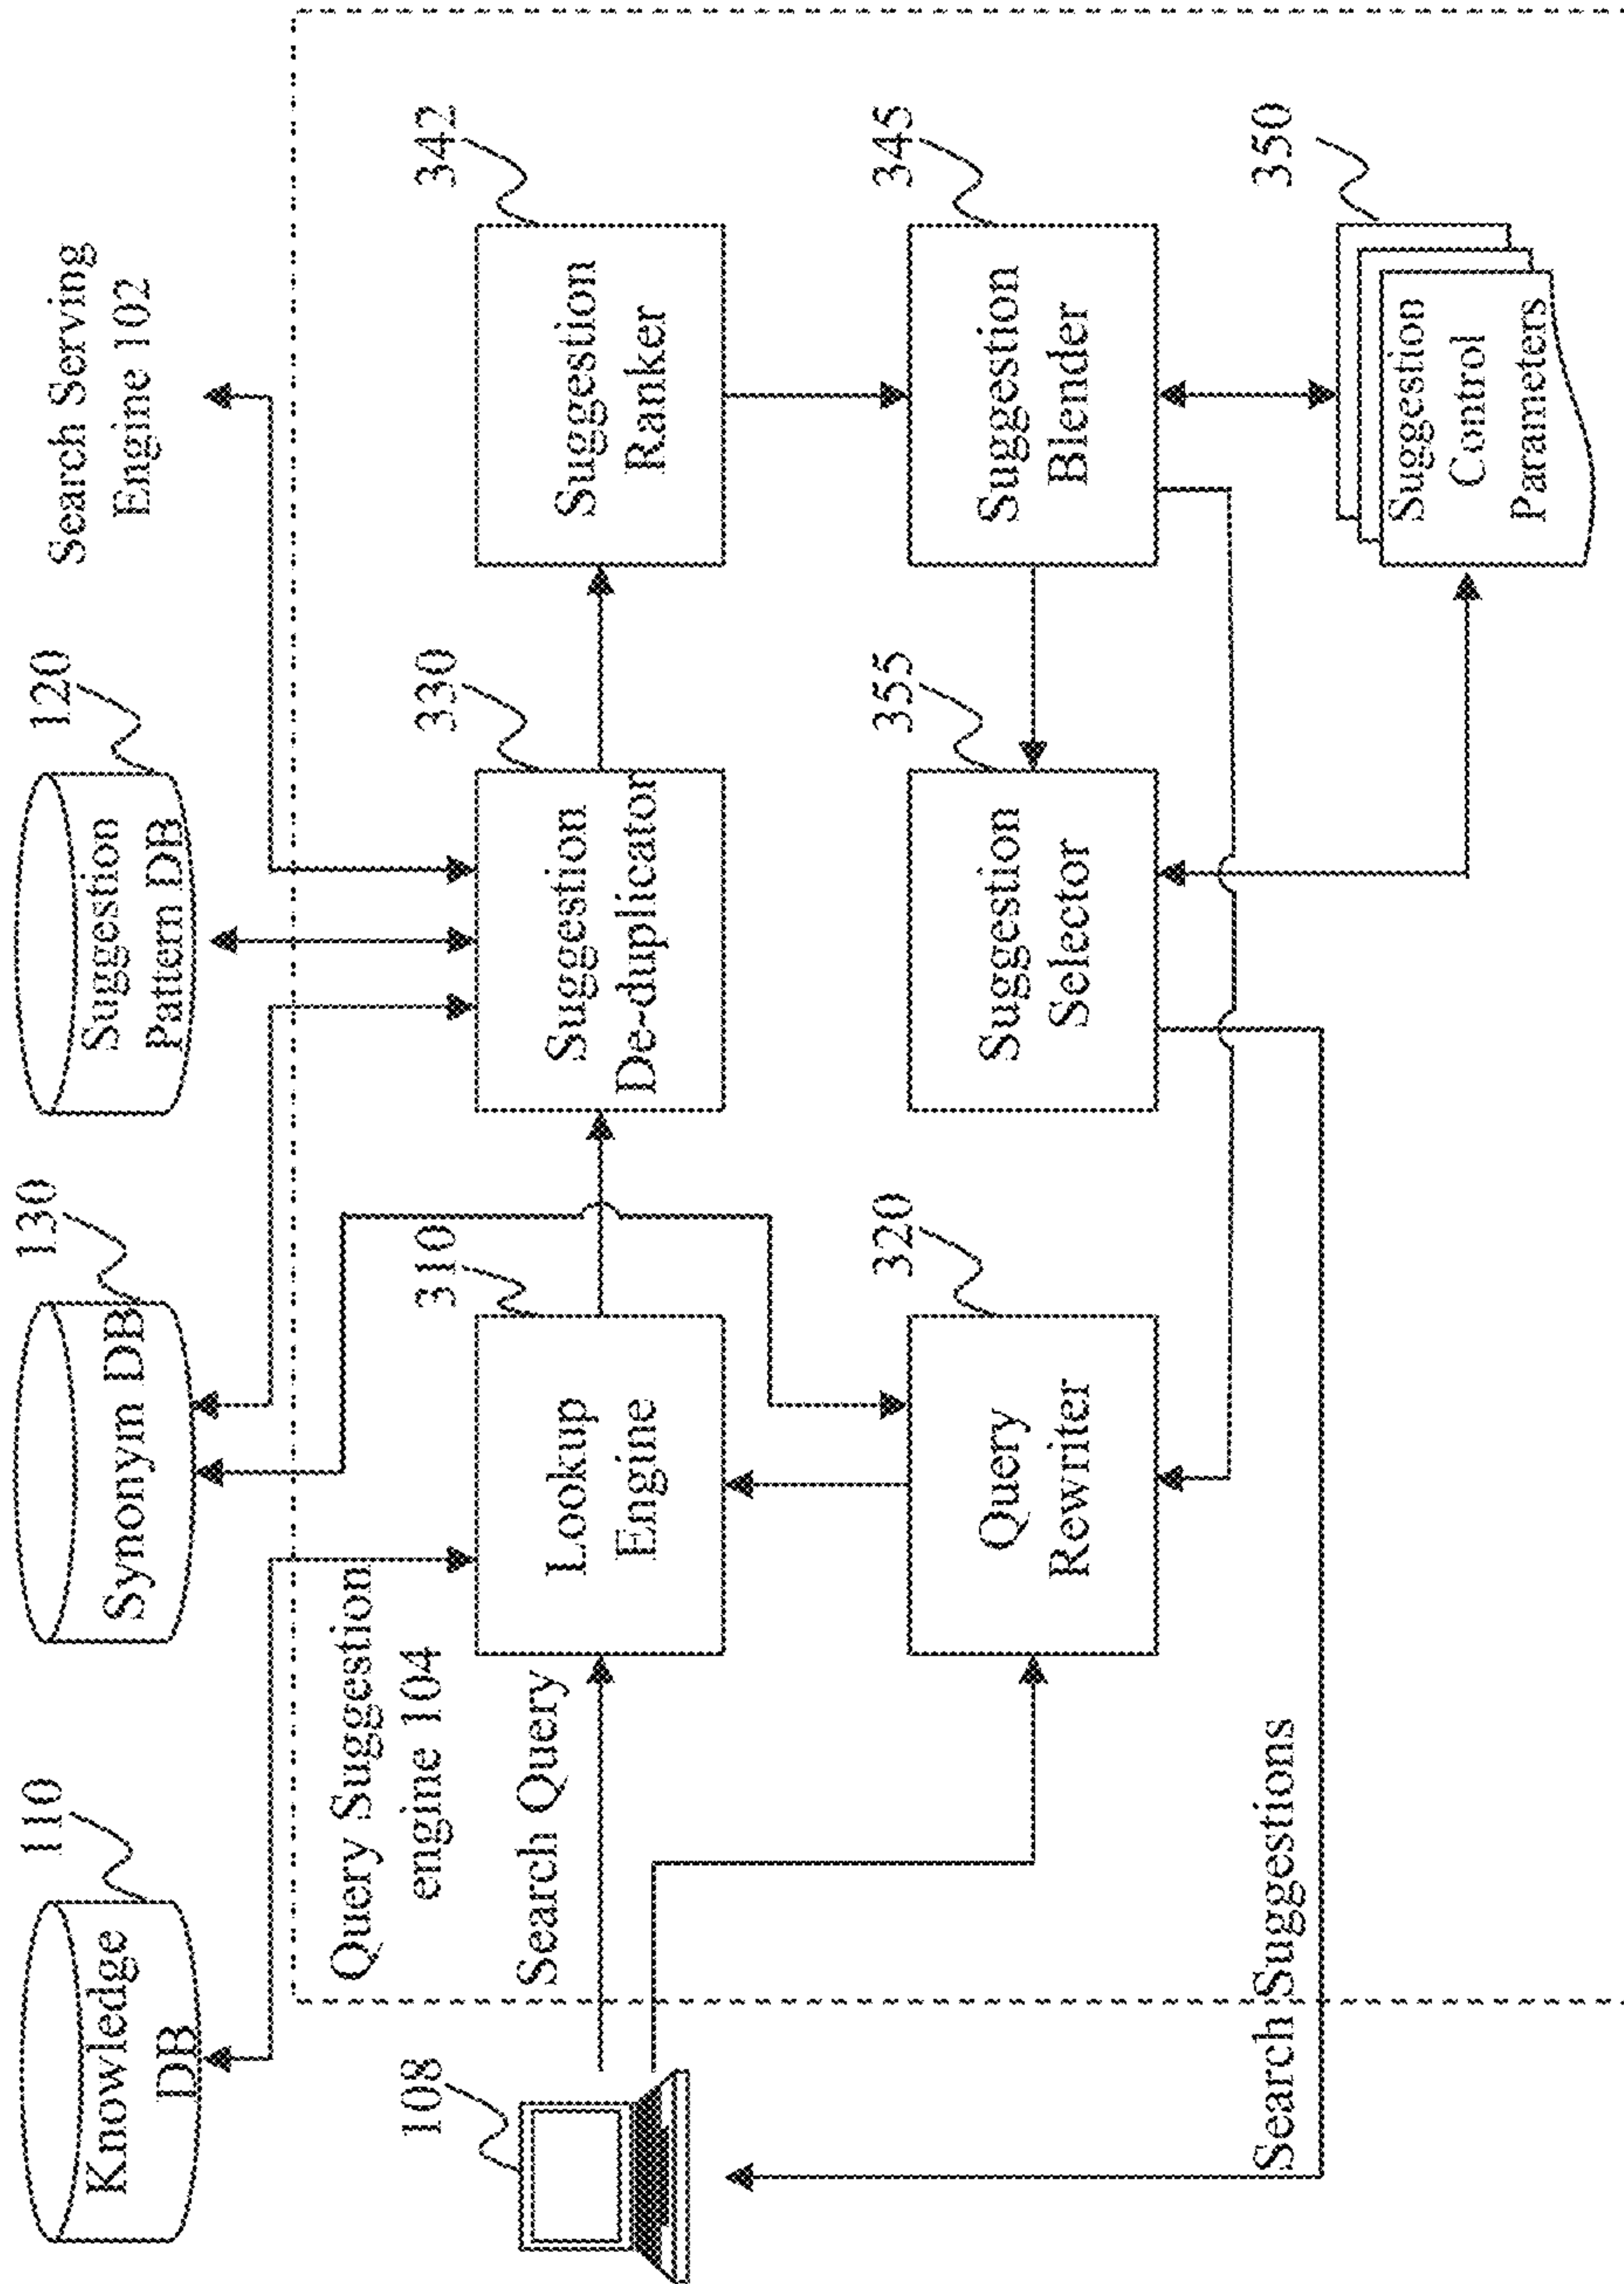 110
Knowledge
DB
130
Synonym DB
120
Suggestion
Pattern DB
Search Serving
Engine 102
Query Suggestion
engine 104
108
Search Query
310
Lookup
Engine
330
Suggestion
De-duplicator
342
Suggestion
Ranker
320
Query
Rewriter
355
Suggestion
Selector
345
Suggestion
Blender
Search Suggestions
350
Suggestion
Control
Parameters